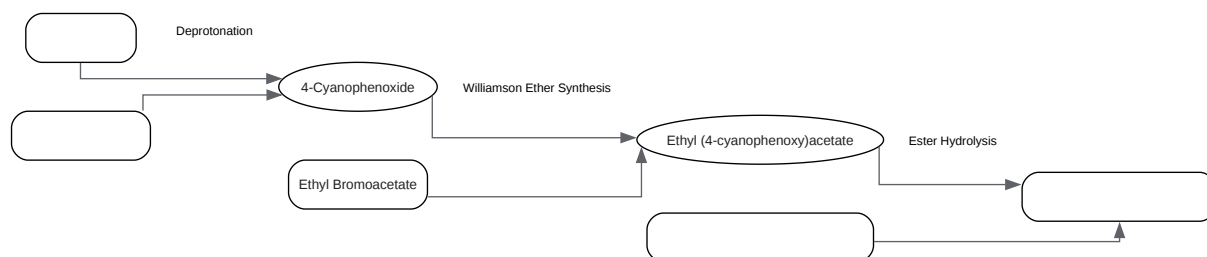 Deprotonation
4-Cyanophenoxide
Williamson Ether Synthesis
Ethyl (4-cyanophenoxy)acetate
Ester Hydrolysis
Ethyl Bromoacetate